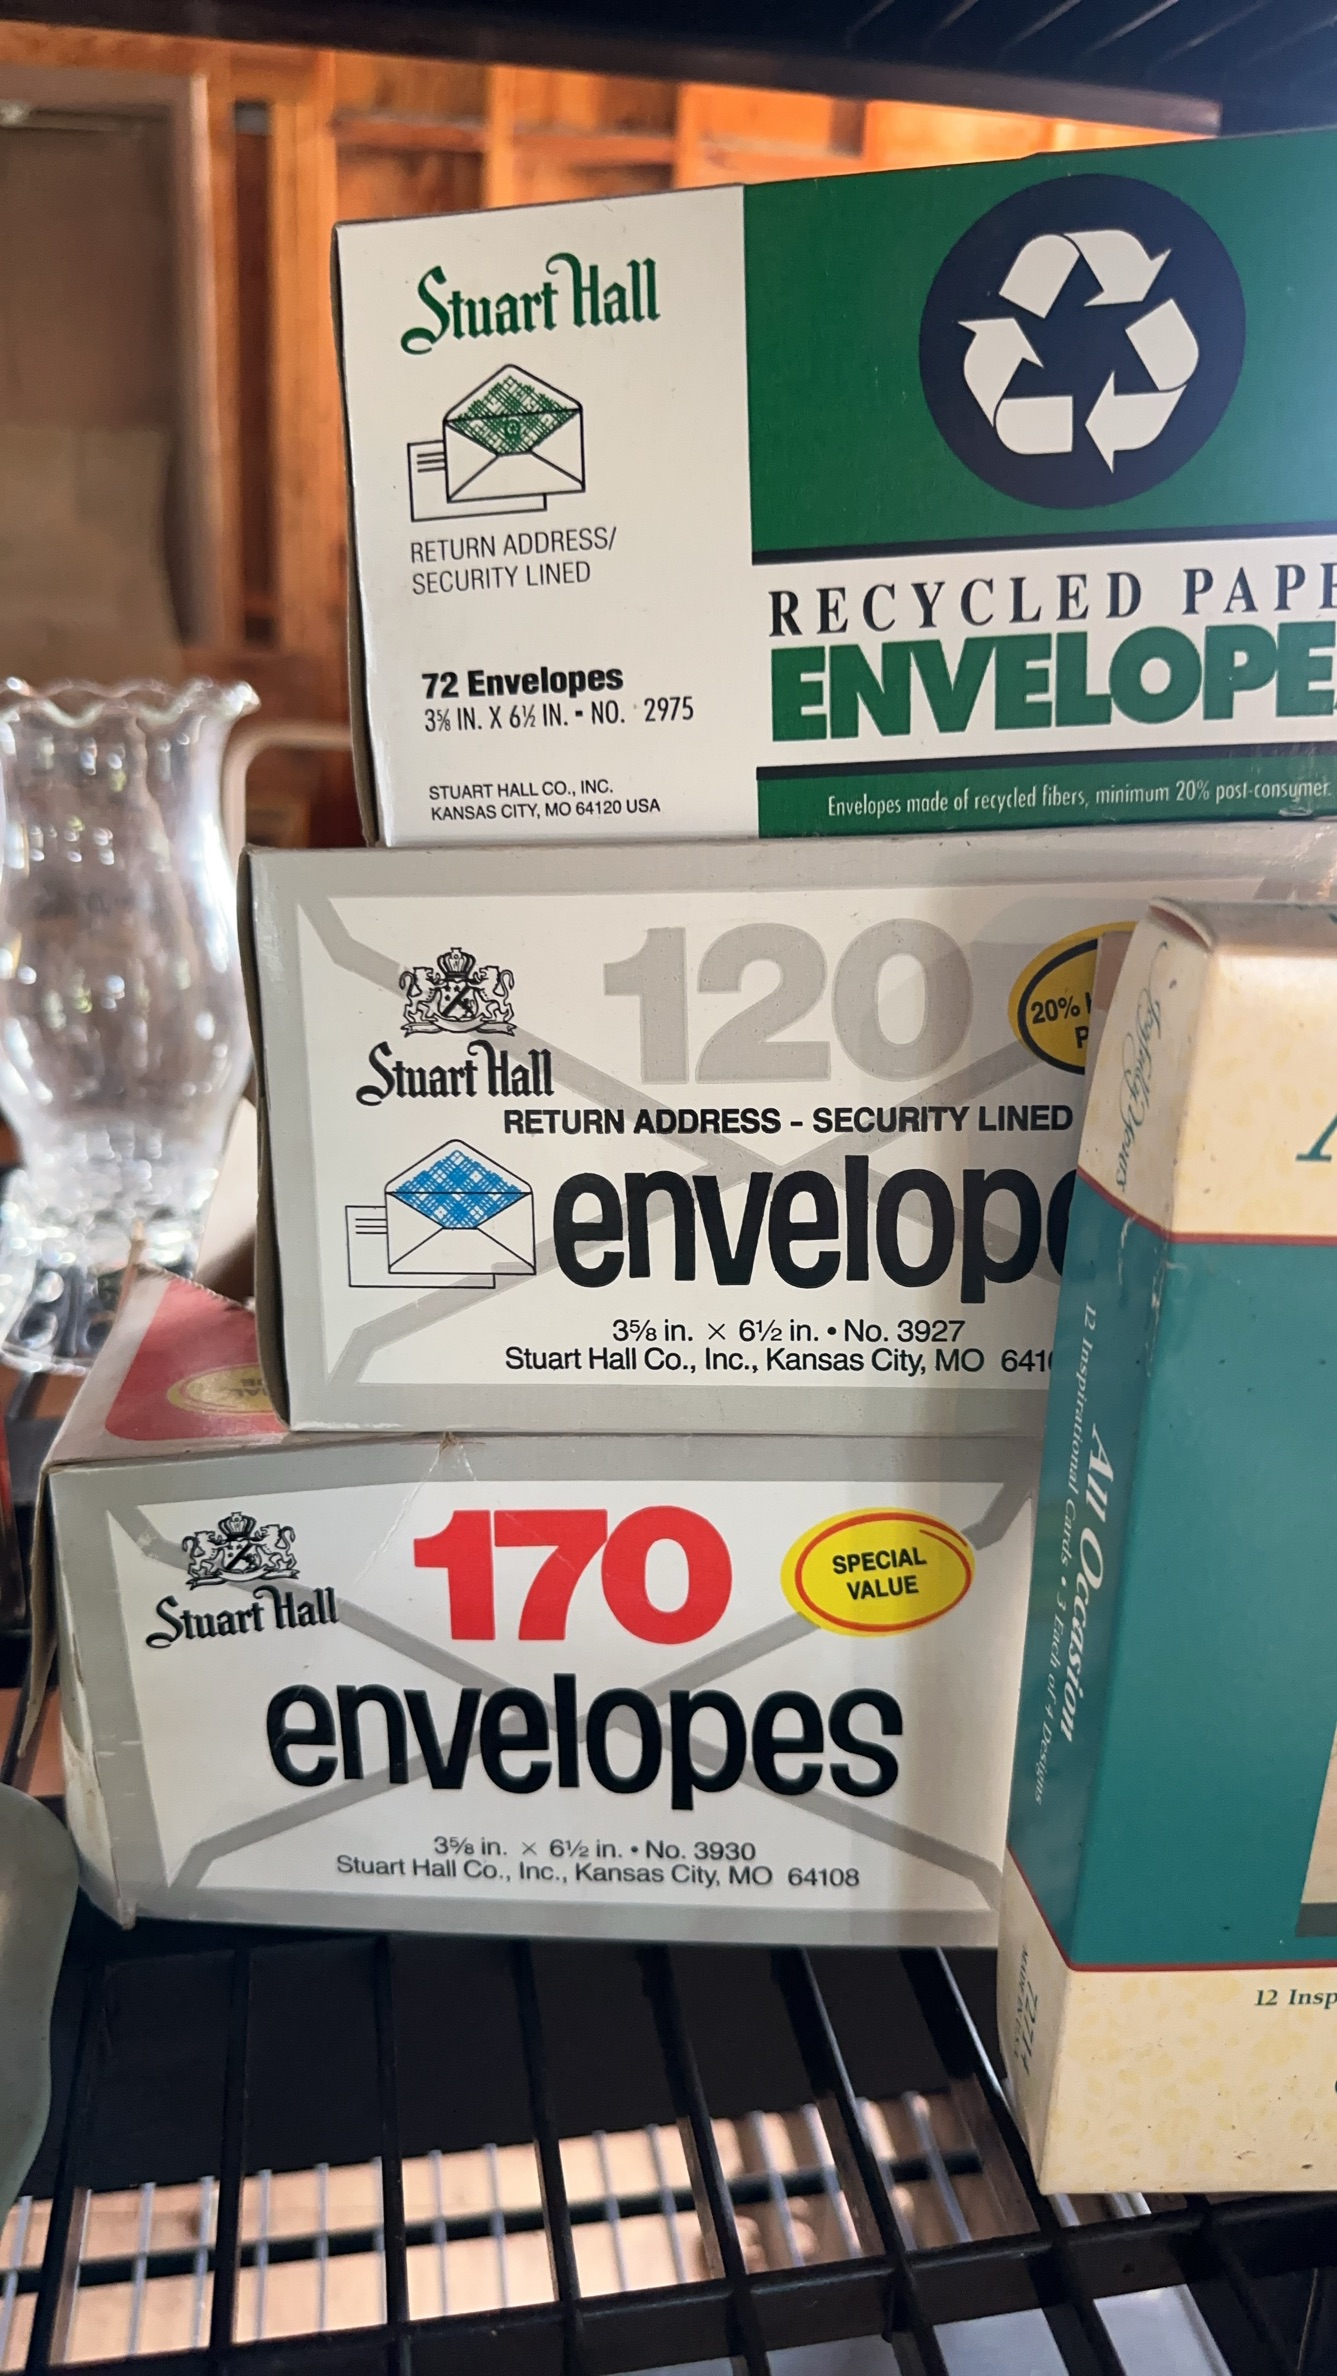 Stuart Hall
RETURN ADDRESS/
SECURITY LINED
72 Envelopes
3⅝ IN. X 6½ IN. - NO. 2975
STUART HALL CO., INC.
KANSAS CITY, MO 64120 USA
RECYCLED PAPE
ENVELOPE
Envelopes made of recycled fibers, minimum 20% post-consumer
120
20%
Stuart Hall
RETURN ADDRESS - SECURITY LINED
envelop
3⅝ in. × 6½ in. • No. 3927
Stuart Hall Co., Inc., Kansas City, MO 641
170
SPECIAL
VALUE
Stuart Hall
envelopes
3⅝ in. × 6½ in. • No. 3930
Stuart Hall Co., Inc., Kansas City, MO 64108
All Occasion
12 Inspirational Cards • 3 Each of 4 Designs
12 Insp